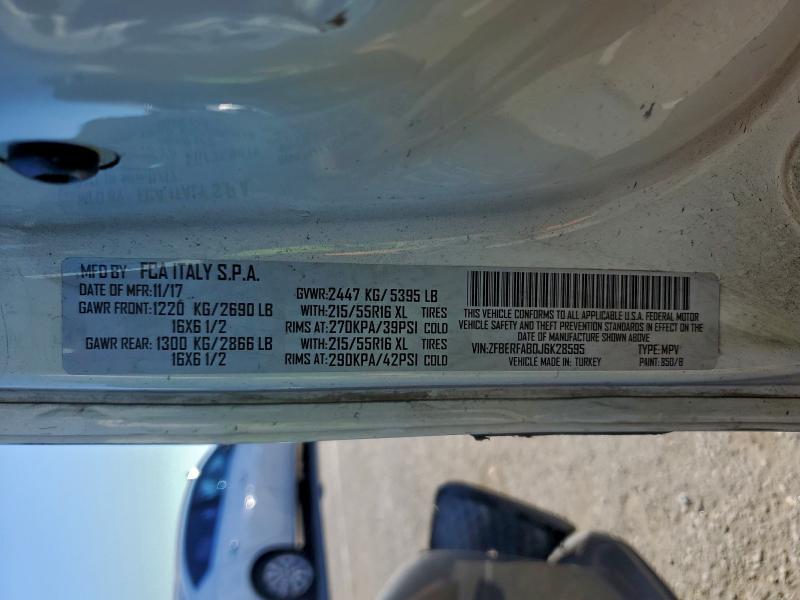 MFD BY FCA ITALY S.P.A.
DATE OF MFR: 11/17 GVWR: 2447 KG/ 5395 LB
GAWR FRONT: 1220 KG/2690 LB WITH: 215/55R16 XL TIRES
16X6 1/2 RIMS AT: 270KPA/39PSI COLD
GAWR REAR: 1300 KG/2866 LB WITH: 215/55R16 XL TIRES
16X6 1/2 RIMS AT: 290KPA/42PSI COLD
THIS VEHICLE CONFORMS TO ALL APPLICABLE U.S.A. FEDERAL MOTOR
VEHICLE SAFETY AND THEFT PREVENTION STANDARDS IN EFFECT ON
DATE OF MANUFACTURE SHOWN ABOVE
VIN: ZFBERFAB0J6K28595 TYPE: MPV
VEHICLE MADE IN: TURKEY PAINT: 850/B